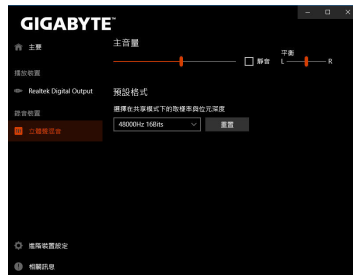 GIGABYTE™
主要
播放裝置
Realtek Digital Output
錄音裝置
立體聲混音
進階裝置設定
相關訊息
主音量
靜音
平衡
L
R
預設格式
選擇在共享模式下的取樣率與位元深度
48000Hz 16Bits
重置